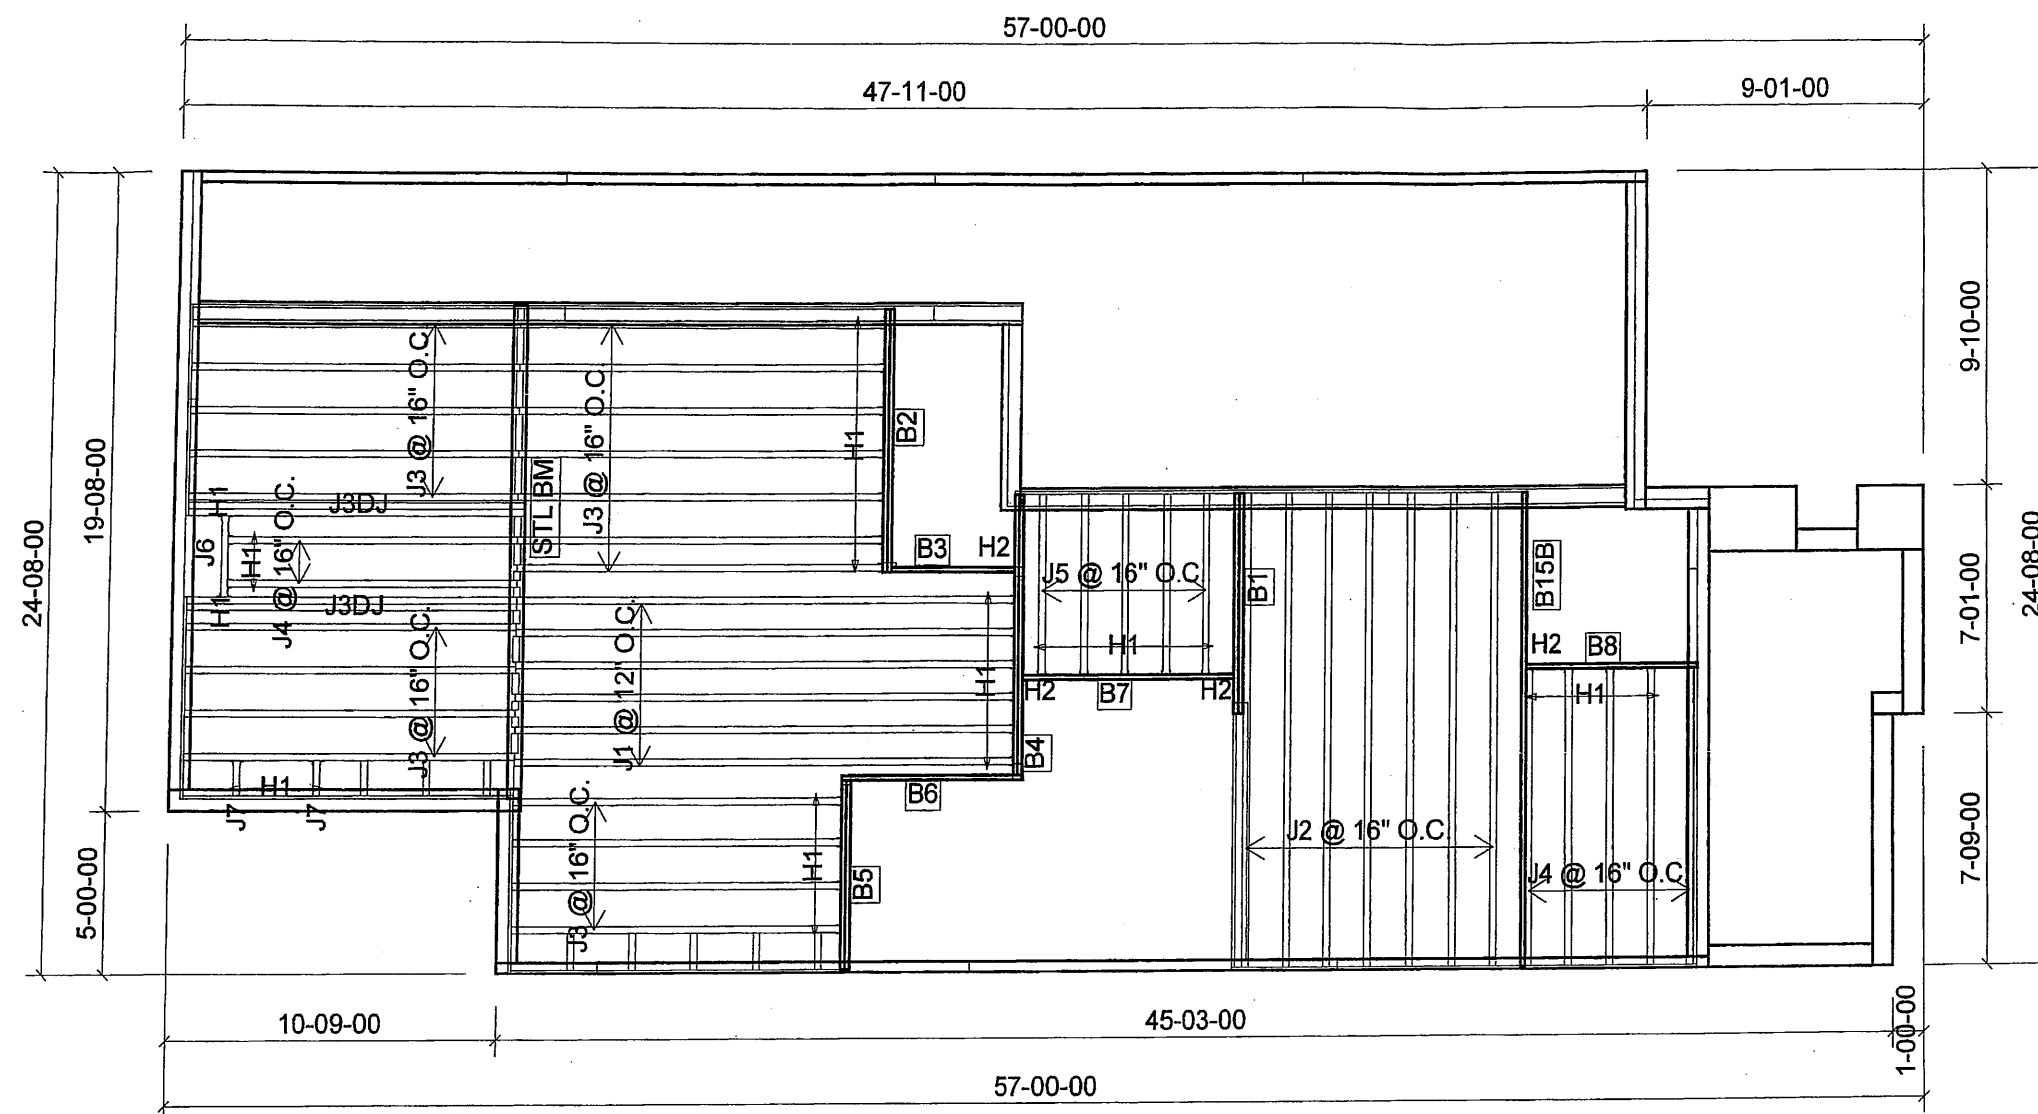 57-00-00
47-11-00
9-01-00
24-08-00
19-08-00
5-00-00
9-10-00
7-01-00
7-09-00
24-08-00
J3 @ 16" O.C.
J3 @ 16" O.C.
H1
B2
STLBM
J3DJ
H1
J6
H1
J4 @ 16" O.C.
H1
J3DJ
B3
H2
J5 @ 16" O.C.
B1
B15B
H1
H2
B7
H2
H2
B8
H1
J3 @ 16" O.C.
J1 @ 12" O.C.
H1
B4
B6
H1
J7
J7
J3 @ 16" O.C.
H1
B5
J2 @ 16" O.C.
J4 @ 16" O.C.
10-09-00
45-03-00
1-00-00
57-00-00